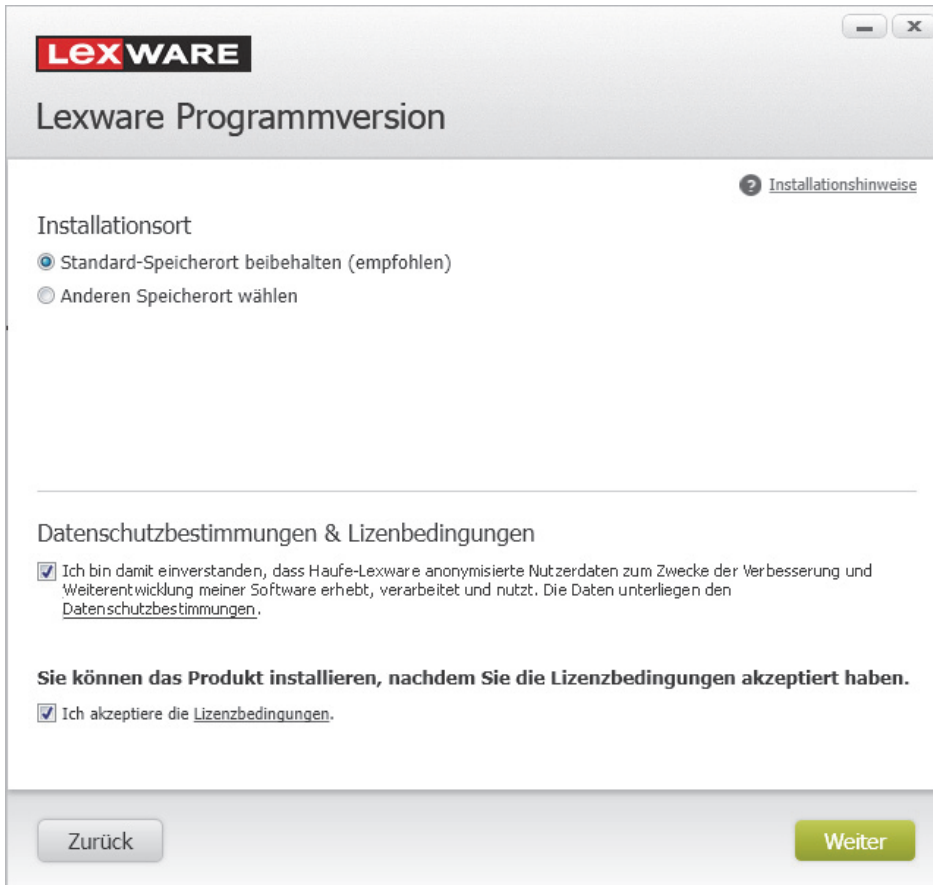 LexWARE
Lexware Programmversion
Installationshinweise
Installationsort
Standard-Speicherort beibehalten (empfohlen)
Anderen Speicherort wählen
Datenschutzbestimmungen & Lizenbedingungen
Ich bin damit einverstanden, dass Haufe-Lexware anonymisierte Nutzerdaten zum Zwecke der Verbesserung und
Weiterentwicklung meiner Software erhebt, verarbeitet und nutzt. Die Daten unterliegen den
Datenschutzbestimmungen.
Sie können das Produkt installieren, nachdem Sie die Lizenzbedingungen akzeptiert haben.
Ich akzeptiere die Lizenzbedingungen.
Zurück
Weiter